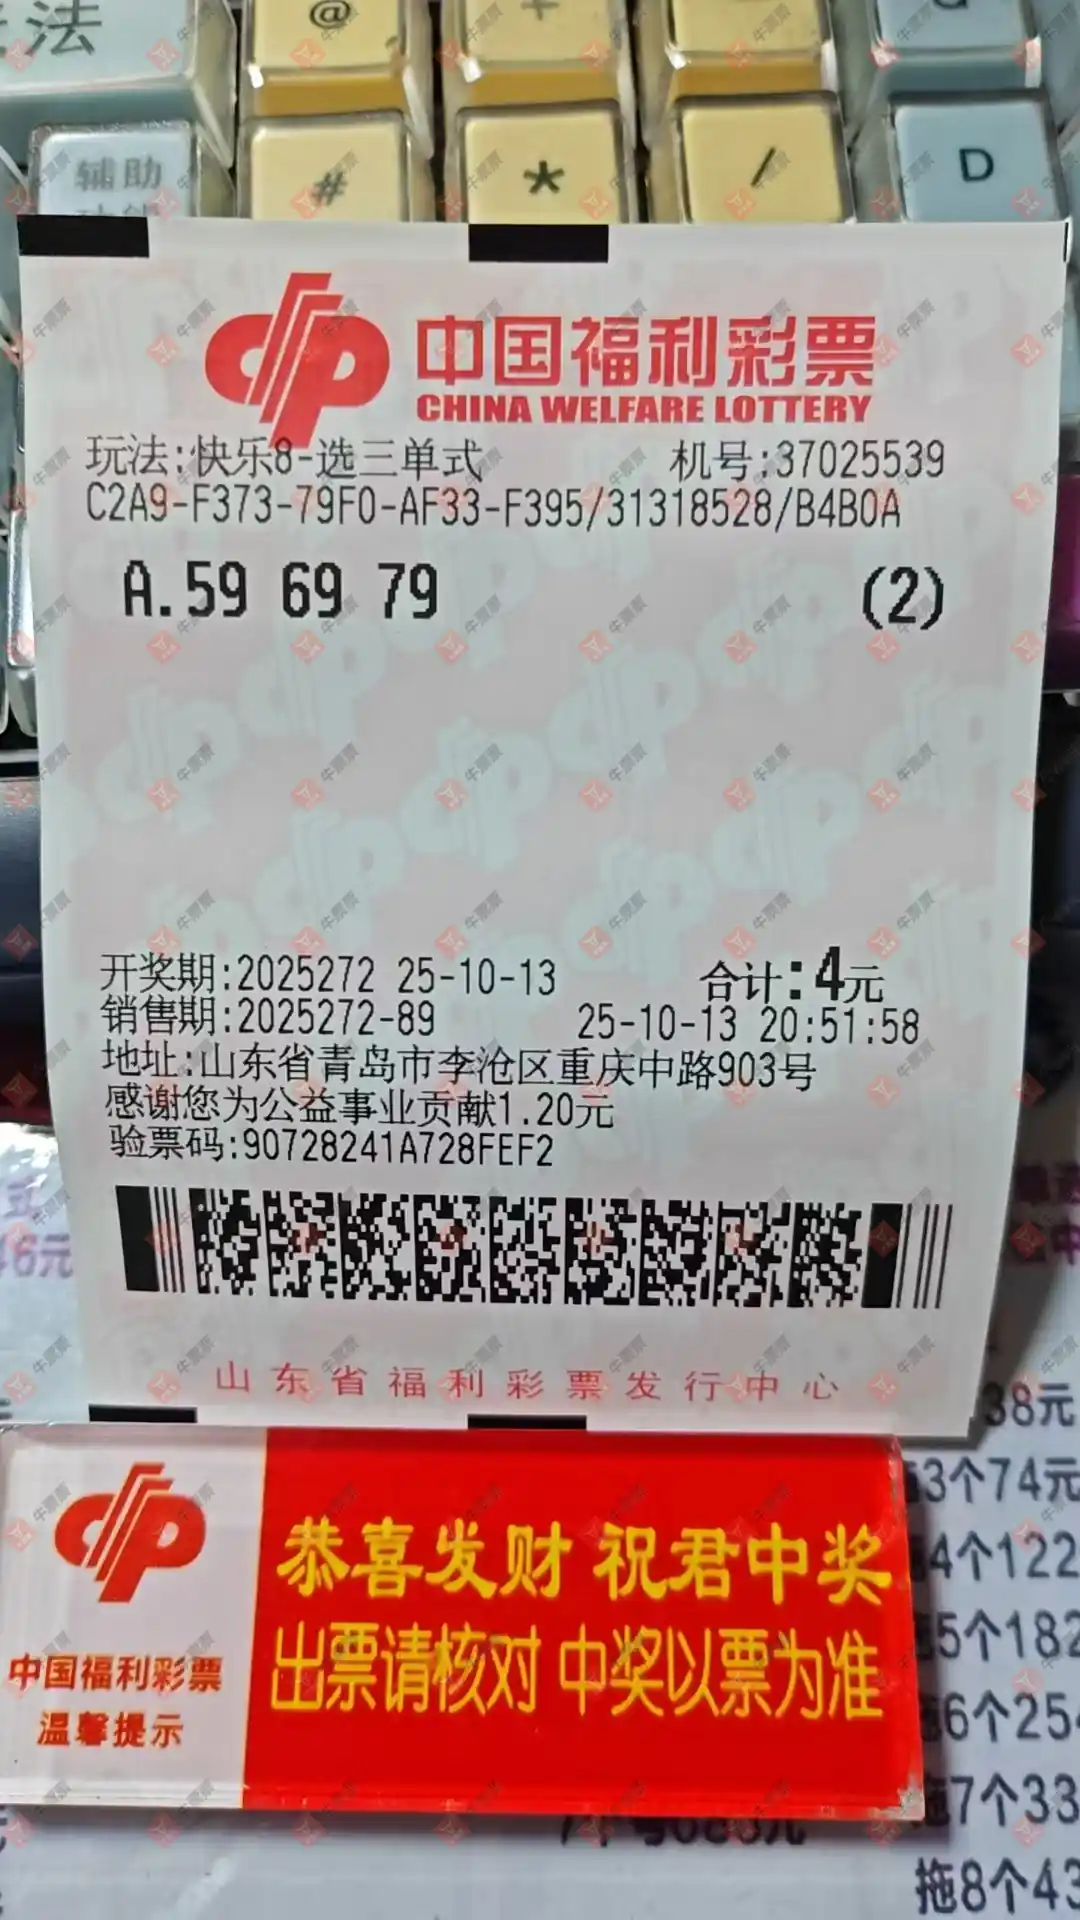 法
@
+
G
辅助
#
*
/
D
中国福利彩票
CHINA WELFARE LOTTERY
玩法:快乐8-选三单式 机号:37025539
C2A9-F373-79F0-AF33-F395/31318528/B4B0A
A.59 69 79 (2)
开奖期:2025272 25-10-13 合计:4元
销售期:2025272-89 25-10-13 20:51:58
地址:山东省青岛市李沧区重庆中路903号
感谢您为公益事业贡献1.20元
验票码:90728241A728FEF2
山东省福利彩票发行中心
中国福利彩票
温馨提示
恭喜发财 祝君中奖
出票请核对 中奖以票为准
46元
38元
3个74元
4个122
5个182
6个254
拖7个33
拖8个43
牛票票